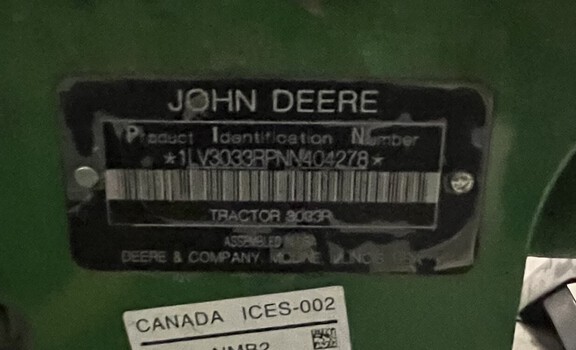 JOHN DEERE
Product Identification Number
*1LV3033RPNN404278*
TRACTOR 3033R
ASSEMBLED IN USA
DEERE & COMPANY MOLINE, ILLINOIS USA
CANADA ICES-002
NMB2